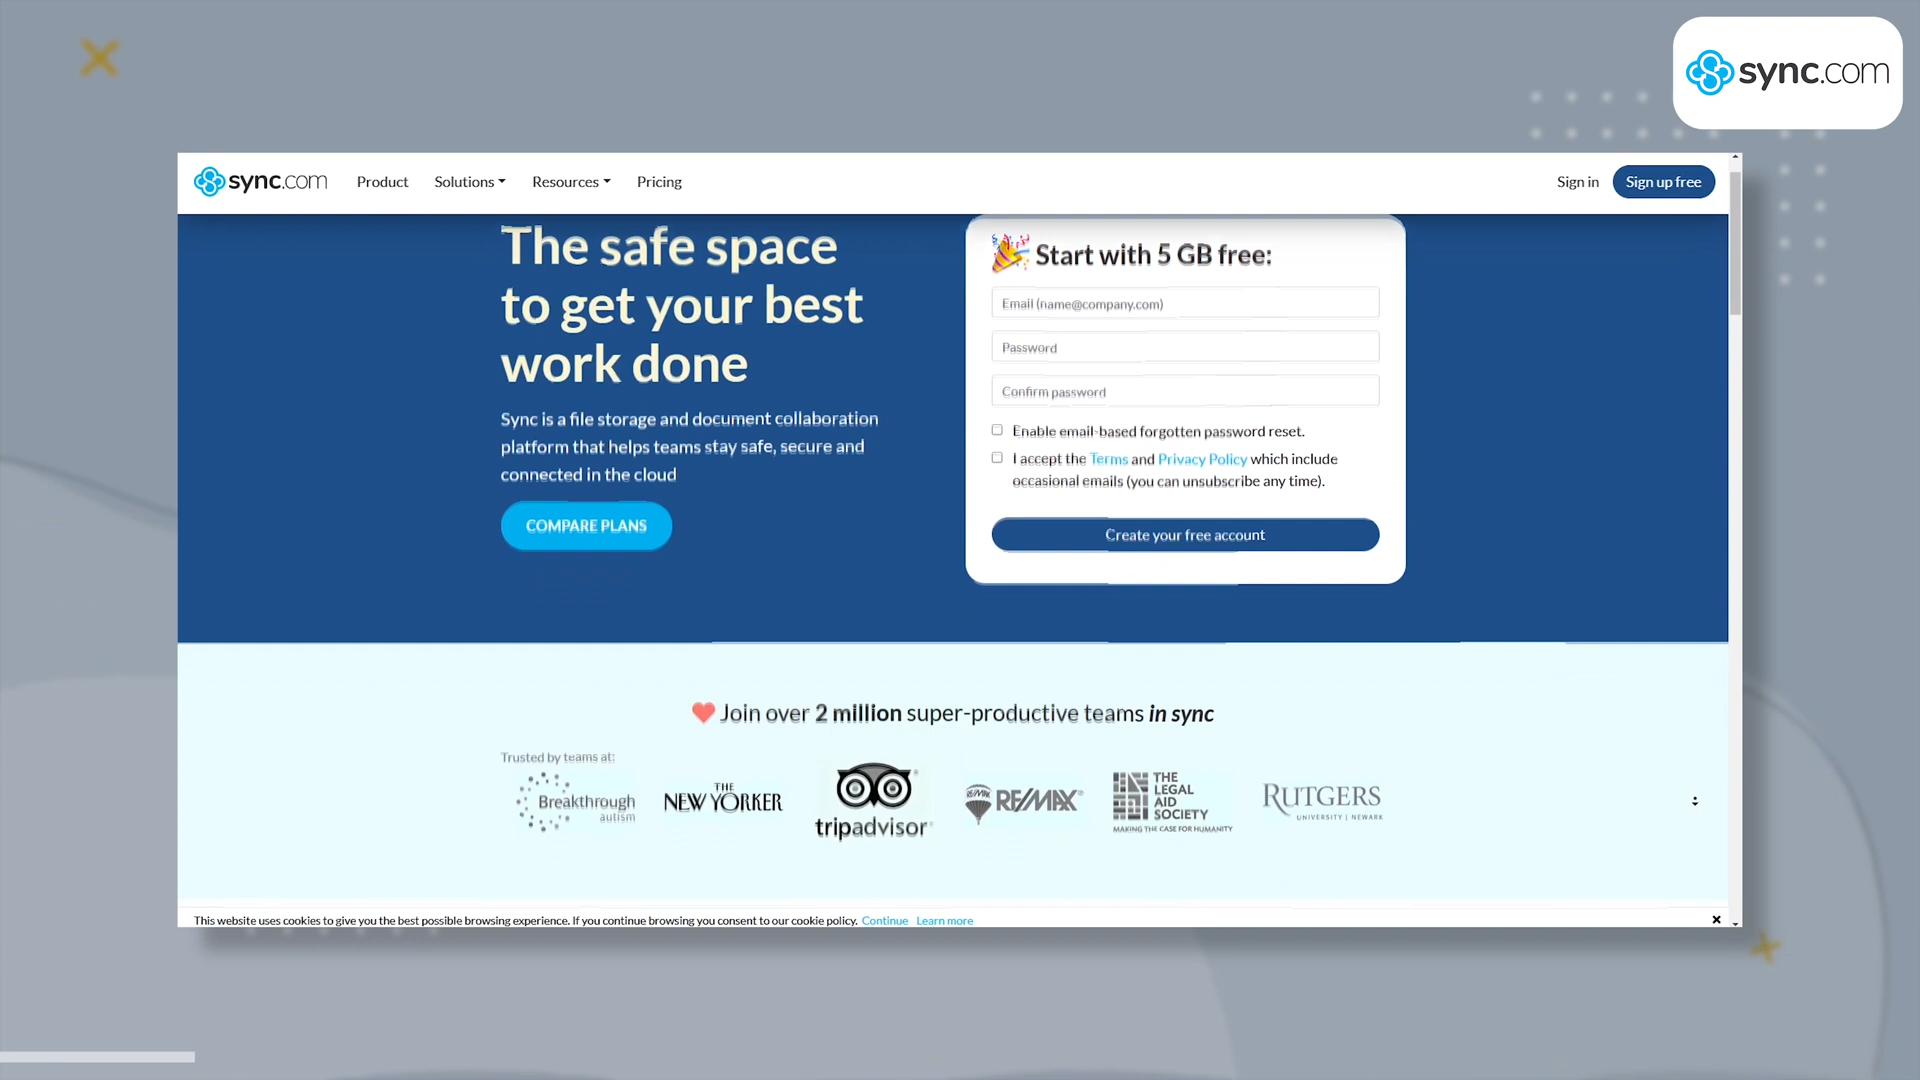 sync.com
sync.com
Product
Solutions
Resources
Pricing
Sign in
Sign up free
The safe space
to get your best
work done
Sync is a file storage and document collaboration
platform that helps teams stay safe, secure and
connected in the cloud
COMPARE PLANS
Start with 5 GB free:
Email (name@company.com)
Password
Confirm password
Enable email-based forgotten password reset.
I accept the Terms and Privacy Policy which include
occasional emails (you can unsubscribe any time).
Create your free account
Join over 2 million super-productive teams in sync
Trusted by teams at:
Breakthrough
autism
THE
NEW YORKER
tripadvisor
RE/MAX
RE/MAX
THE
LEGAL
AID
SOCIETY
MAKING THE CASE FOR HUMANITY
RUTGERS
UNIVERSITY | NEWARK
This website uses cookies to give you the best possible browsing experience. If you continue browsing you consent to our cookie policy. Continue Learn more